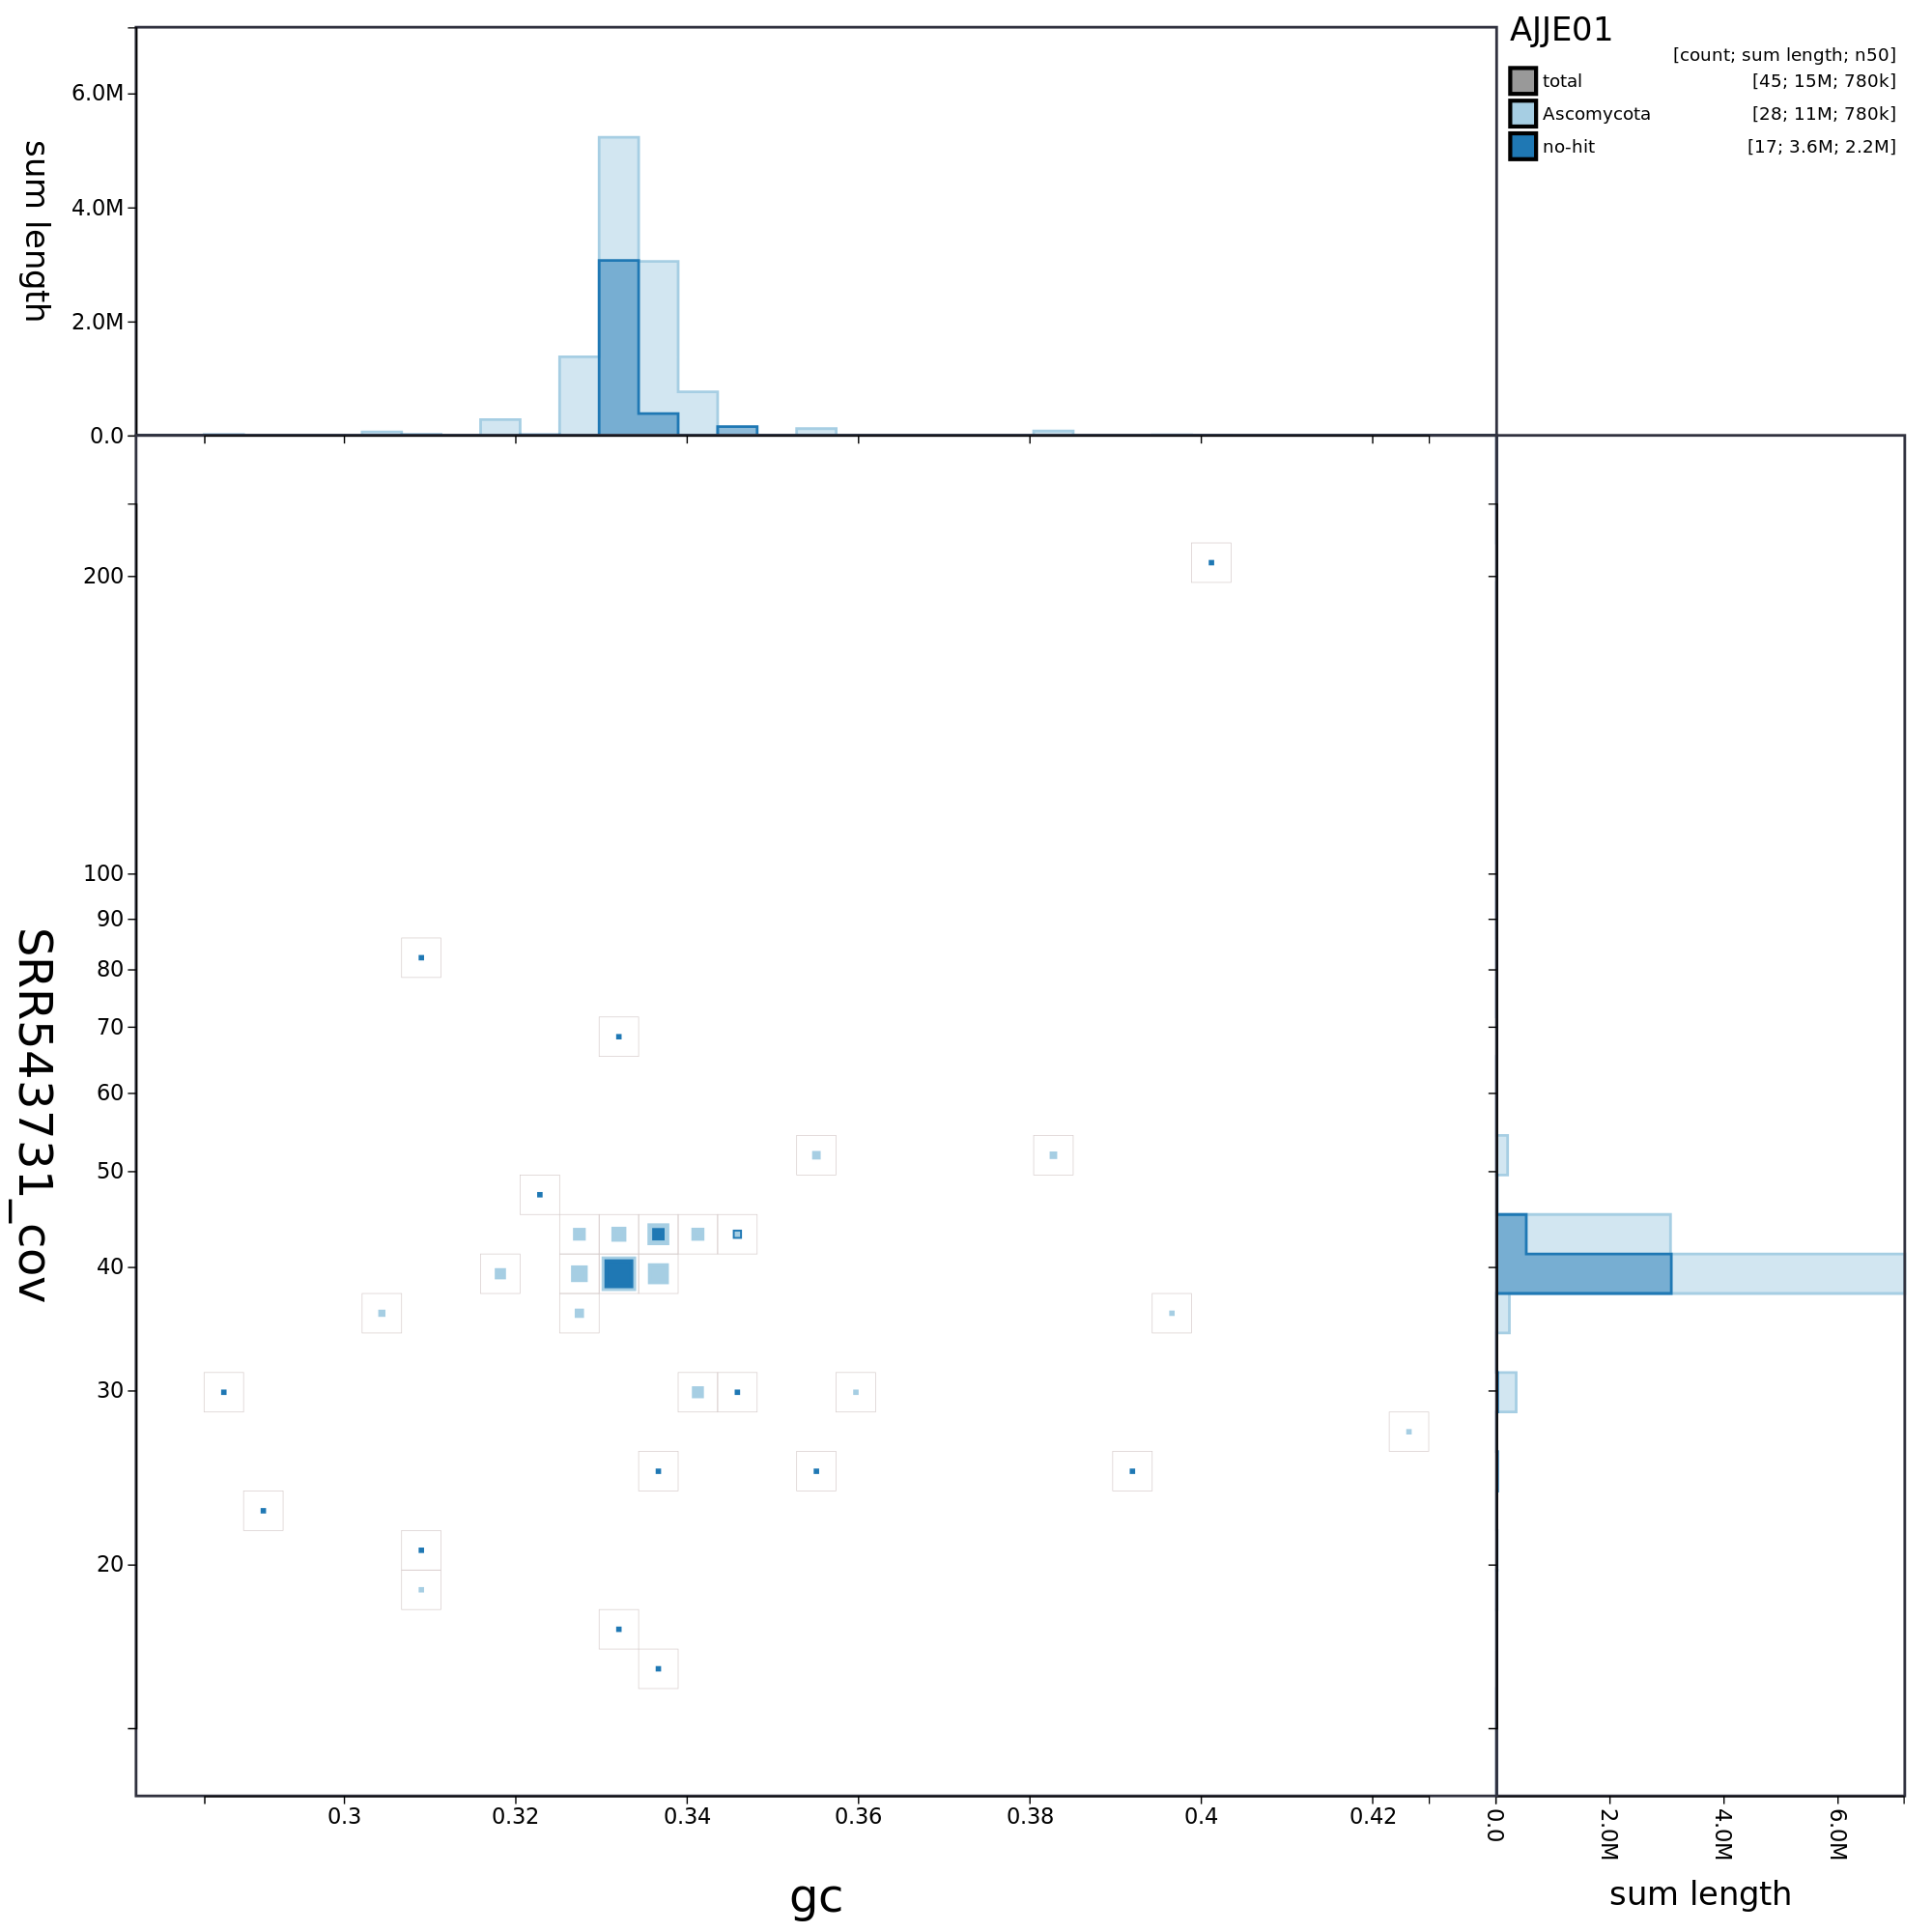 AJJE01
[count; sum length; n50]
total [45; 15M; 780k]
Ascomycota [28; 11M; 780k]
no-hit [17; 3.6M; 2.2M]
sum length
6.0M
4.0M
2.0M
0.0
SRR543731_cov
200
100
90
80
70
60
50
40
30
20
0.3
0.32
0.34
0.36
0.38
0.4
0.42
gc
0.0
2.0M
4.0M
6.0M
sum length